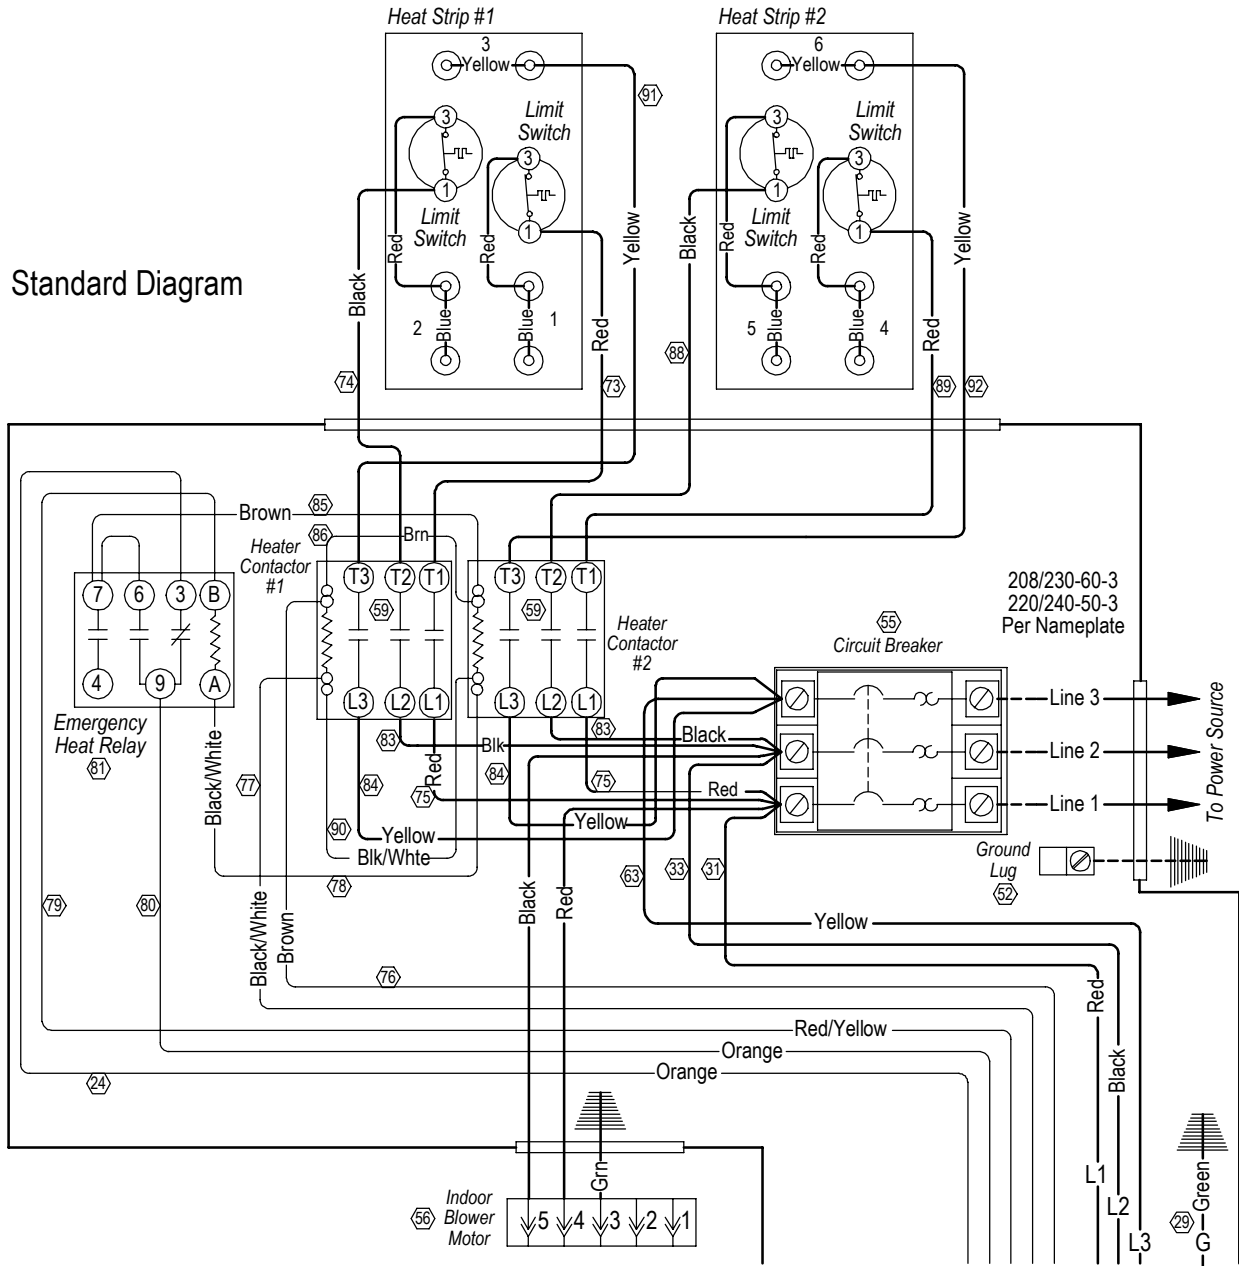 Heat Strip #1
Heat Strip #2
3
Yellow
6
Yellow
91
3
Limit
Switch
3
1
Limit
Switch
1
Red
Red
2
Blue
Blue
1
3
Limit
Switch
3
1
Limit
Switch
1
Red
Red
5
Blue
Blue
4
Standard Diagram
Black
Yellow
Red
Black
Yellow
Red
74
73
88
89
92
Brown
85
86
Brn
Heater
Contactor
#1
7
6
3
B
4
9
A
Emergency
Heat Relay
81
T3
T2
T1
59
L3
L2
L1
T3
T2
T1
59
L3
L2
L1
Heater
Contactor
#2
208/230-60-3
220/240-50-3
Per Nameplate
55
Circuit Breaker
Line 3
Line 2
Line 1
To Power Source
83
Blk
83
Black
Black/White
77
84
Red
75
84
75
Red
90
Yellow
Blk/Whte
Yellow
78
Ground
Lug
52
79
80
Black/White
Brown
Black
Red
63
33
31
Yellow
76
Red/Yellow
Orange
Orange
24
Red
Black
Grn
56
Indoor
Blower
Motor
5
4
3
2
1
L1
L2
L3
29
Green
G